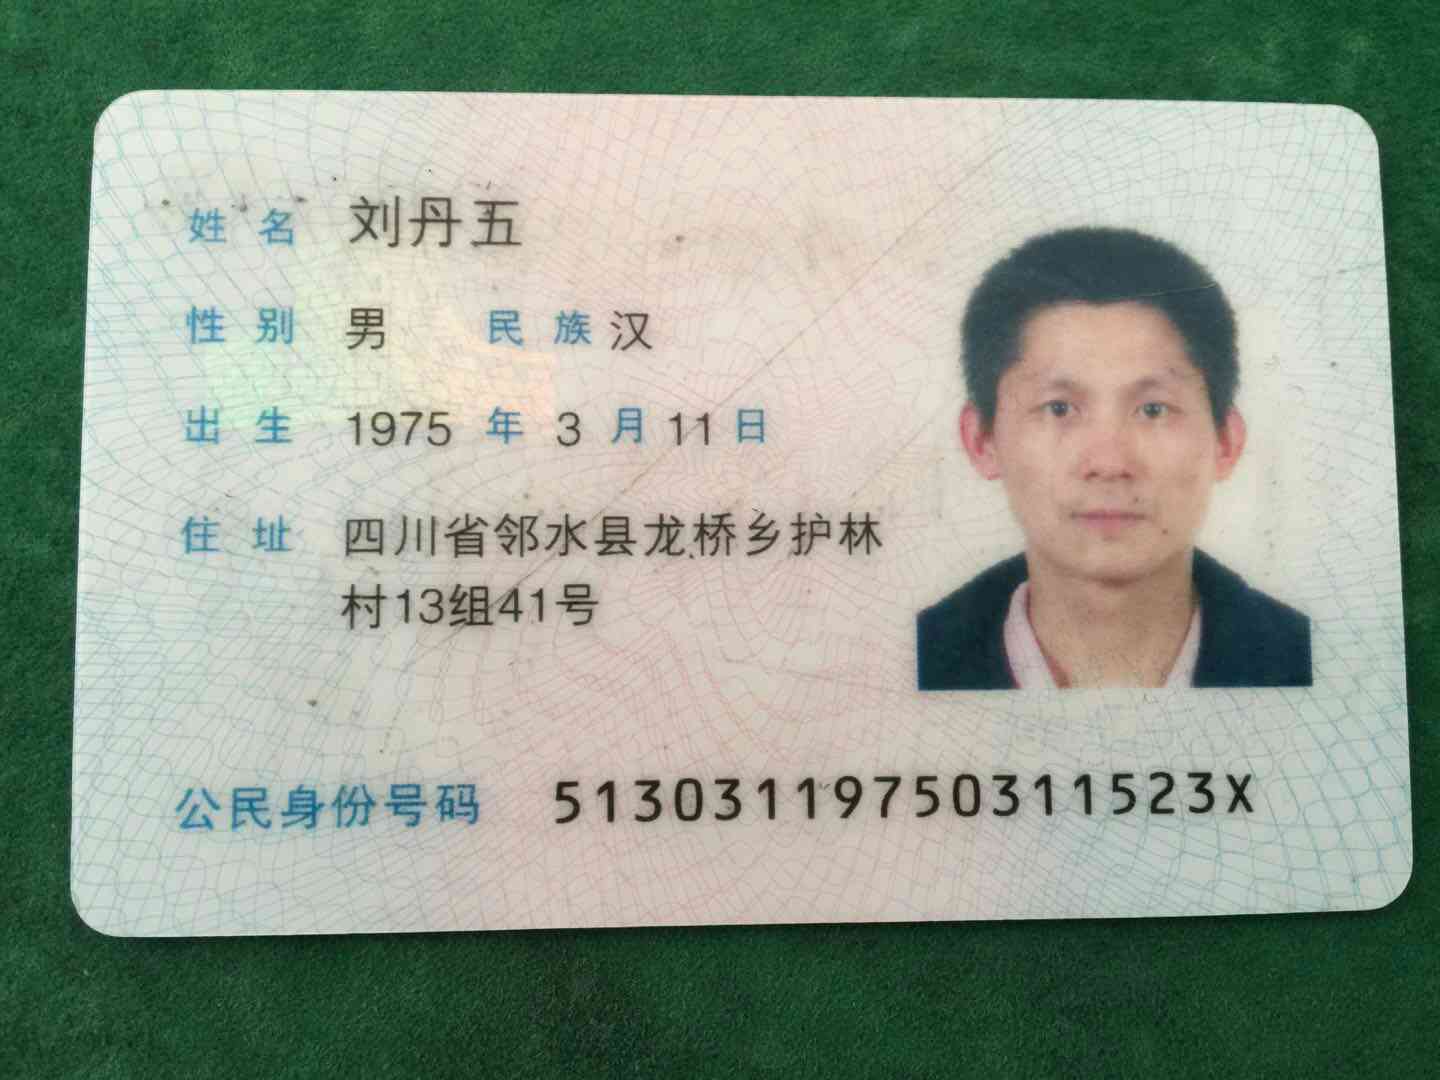 姓名 刘丹五
性别 男 民族 汉
出生 1975 年 3 月 11 日
住址 四川省邻水县龙桥乡护林
村13组41号
公民身份号码 51303119750311523X